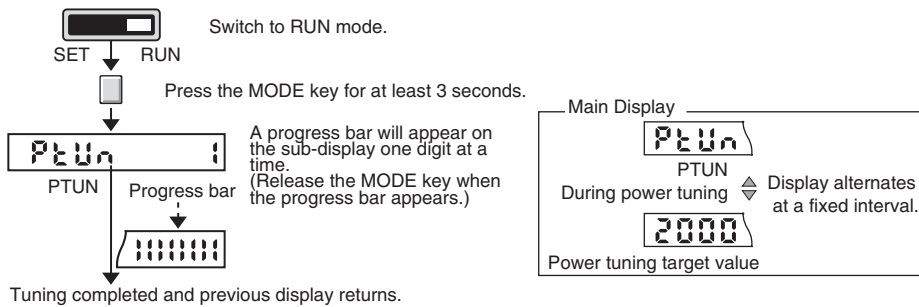 Switch to RUN mode.
SET RUN
Press the MODE key for at least 3 seconds.
PtUn 1
PTUN
A progress bar will appear on
the sub-display one digit at a
time.
(Release the MODE key when
the progress bar appears.)
Progress bar
Tuning completed and previous display returns.
Main Display
PtUn
PTUN
During power tuning
Display alternates
at a fixed interval.
2000
Power tuning target value